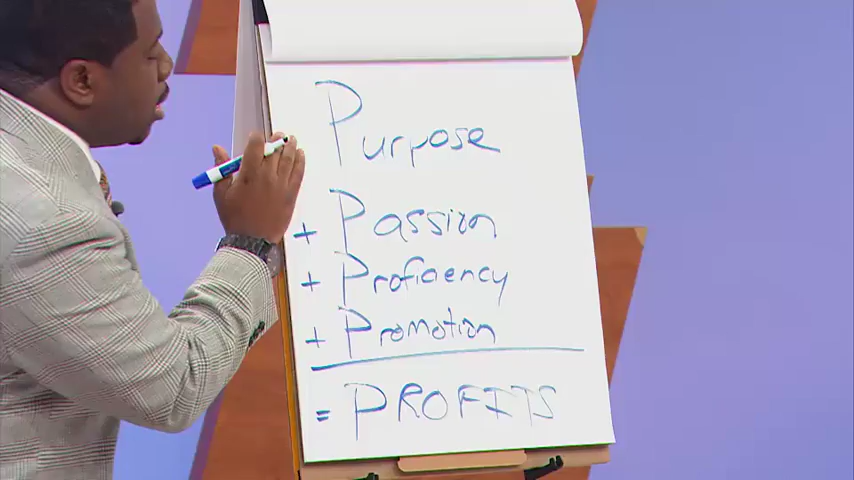 Purpose
+ Passion
+ Proficiency
+ Promotion
= PROFITS